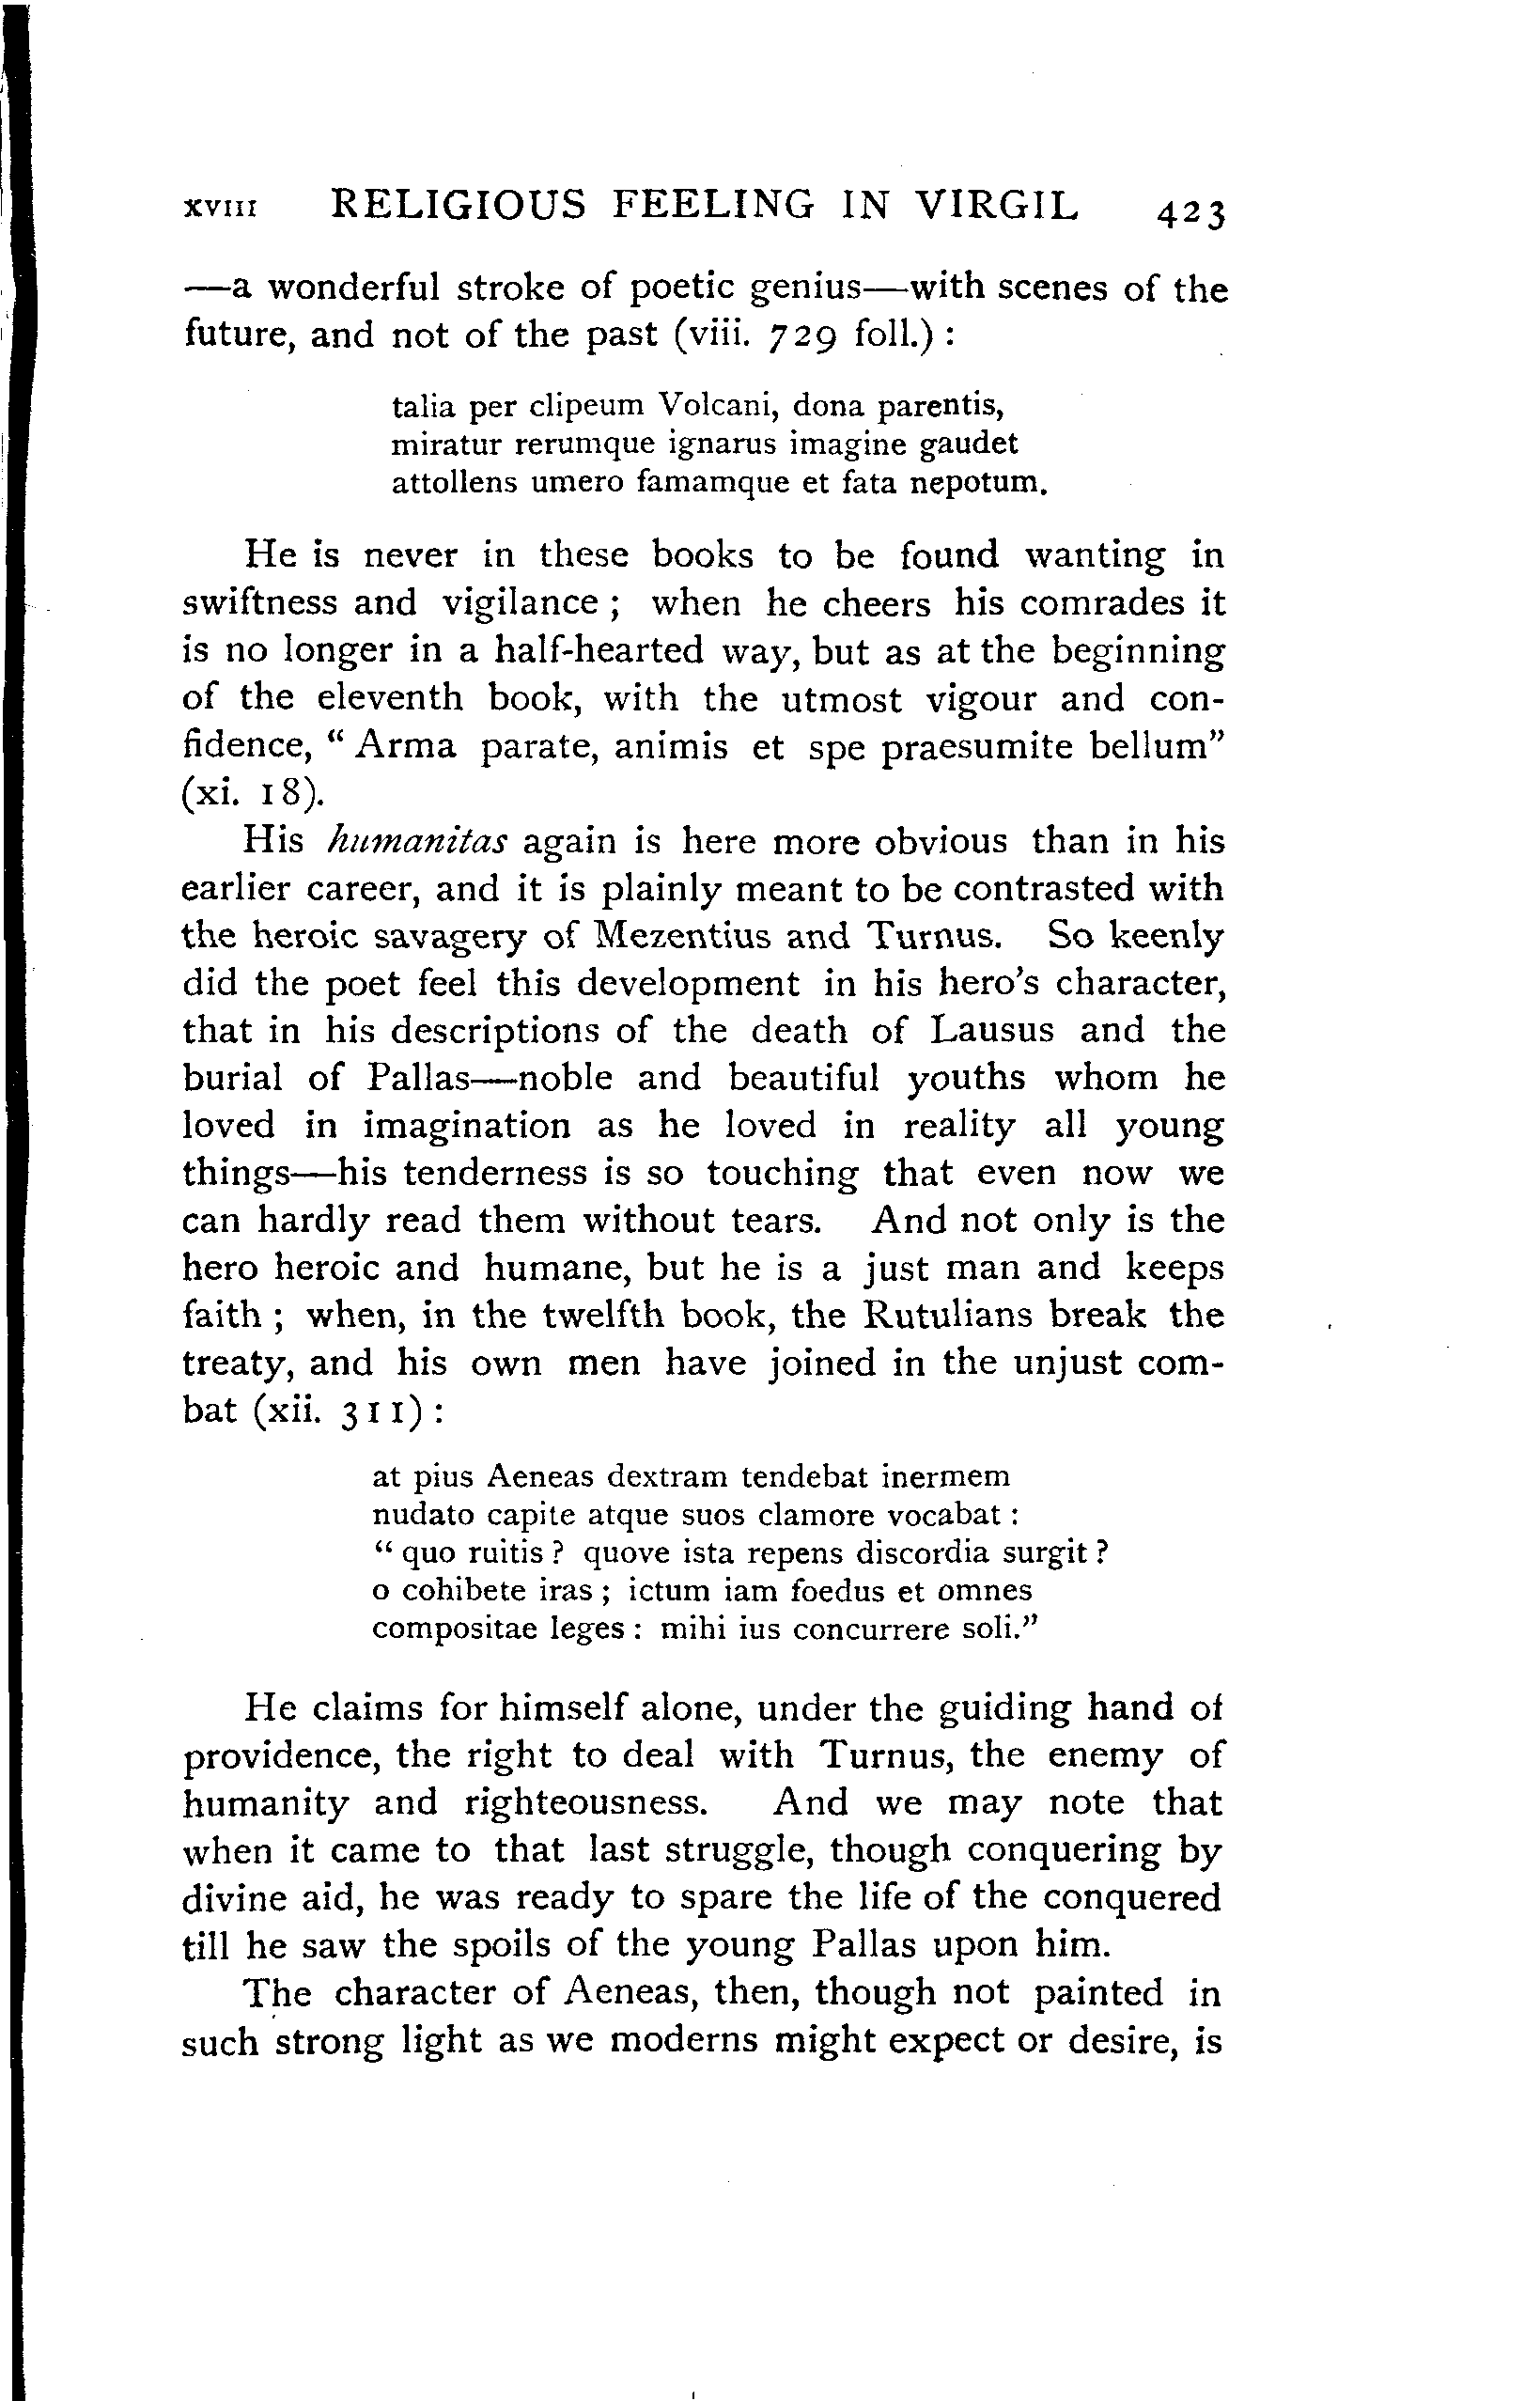 XVIII RELIGIOUS FEELING IN VIRGIL 423
—a wonderful stroke of poetic genius—with scenes of the
future, and not of the past (viii. 729 foll.) :
talia per clipeum Volcani, dona parentis,
miratur rerumque ignarus imagine gaudet
attollens umero famamque et fata nepotum.
He is never in these books to be found wanting in
swiftness and vigilance ; when he cheers his comrades it
is no longer in a half-hearted way, but as at the beginning
of the eleventh book, with the utmost vigour and con-
fidence, “ Arma parate, animis et spe praesumite bellum”
(xi. 18).
His humanitas again is here more obvious than in his
earlier career, and it is plainly meant to be contrasted with
the heroic savagery of Mezentius and Turnus. So keenly
did the poet feel this development in his hero’s character,
that in his descriptions of the death of Lausus and the
burial of Pallas—noble and beautiful youths whom he
loved in imagination as he loved in reality all young
things—his tenderness is so touching that even now we
can hardly read them without tears. And not only is the
hero heroic and humane, but he is a just man and keeps
faith ; when, in the twelfth book, the Rutulians break the
treaty, and his own men have joined in the unjust com-
bat (xii. 311) :
at pius Aeneas dextram tendebat inermem
nudato capite atque suos clamore vocabat :
“ quo ruitis ? quove ista repens discordia surgit ?
o cohibete iras ; ictum iam foedus et omnes
compositae leges : mihi ius concurrere soli.”
He claims for himself alone, under the guiding hand of
providence, the right to deal with Turnus, the enemy of
humanity and righteousness. And we may note that
when it came to that last struggle, though conquering by
divine aid, he was ready to spare the life of the conquered
till he saw the spoils of the young Pallas upon him.
The character of Aeneas, then, though not painted in
such strong light as we moderns might expect or desire, is